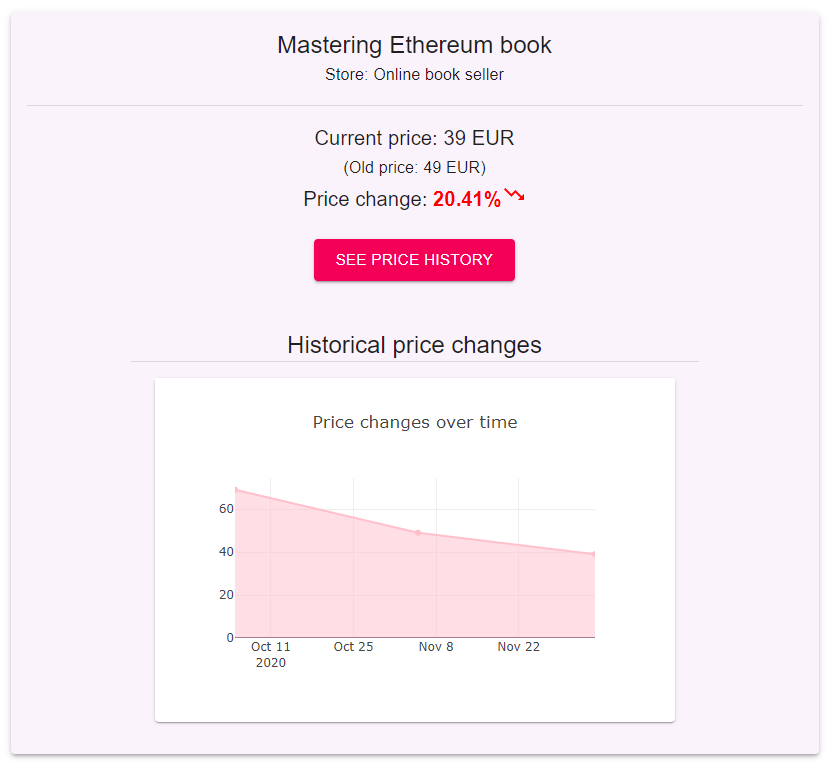 Mastering Ethereum book
Store: Online book seller
Current price: 39 EUR
(Old price: 49 EUR)
Price change: 20.41%
SEE PRICE HISTORY
Historical price changes
Price changes over time
60
40
20
0
Oct 11 Oct 25 Nov 8 Nov 22
2020